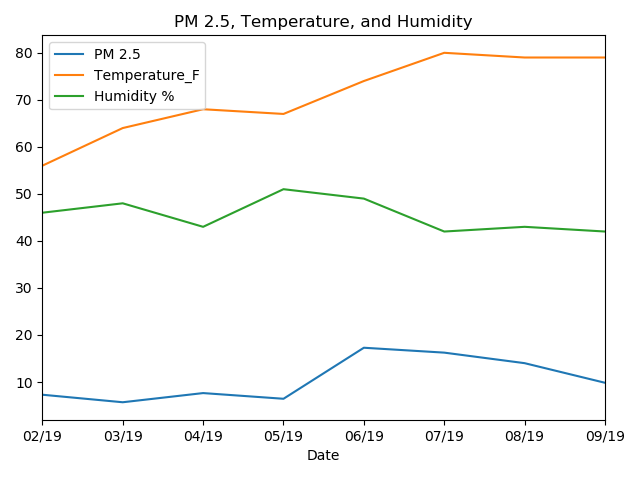 PM 2.5, Temperature, and Humidity
PM 2.5
Temperature_F
Humidity %
80
70
60
50
40
30
20
10
02/19 03/19 04/19 05/19 06/19 07/19 08/19 09/19
Date